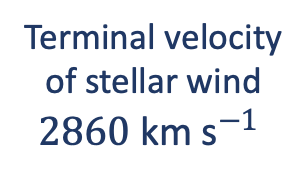 Terminal velocity
of stellar wind
2860 km s⁻¹